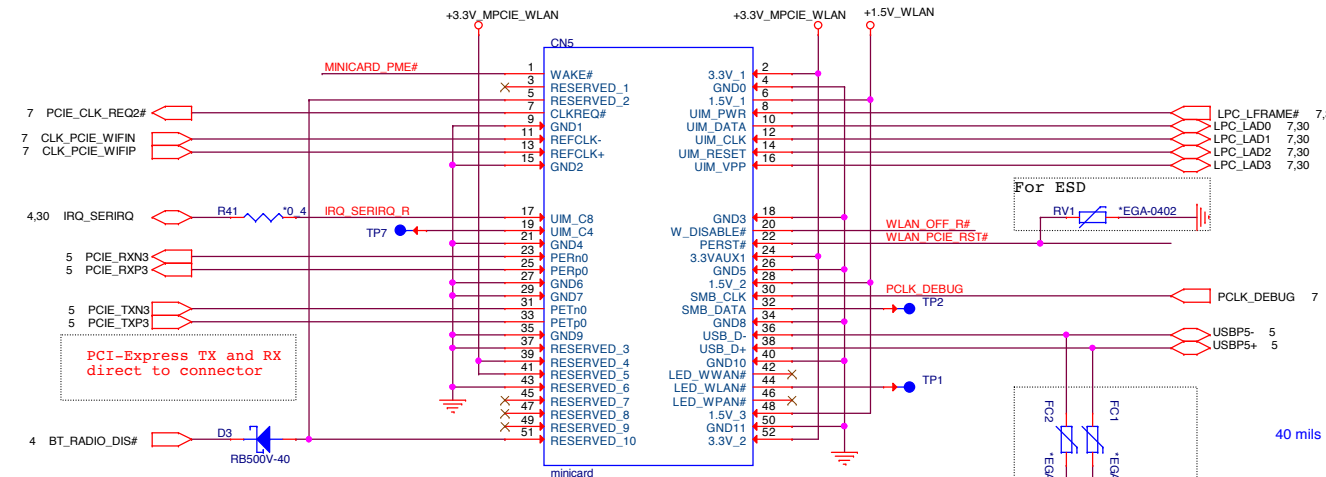 +3.3V_MPCIE_WLAN
+3.3V_MPCIE_WLAN
+1.5V_WLAN
CN5
MINICARD_PME#
1 WAKE#
3 RESERVED_1
5 RESERVED_2
7 PCIE_CLK_REQ2#
7 CLKREQ#
9 GND1
7 CLK_PCIE_WIFIN
11 REFCLK-
7 CLK_PCIE_WIFIP
13 REFCLK+
15 GND2
4,30 IRQ_SERIRQ
R41
*0_4
IRQ_SERIRQ_R
17 UIM_C8
TP7
19 UIM_C4
21 GND4
5 PCIE_RXN3
23 PERn0
5 PCIE_RXP3
25 PERp0
27 GND6
29 GND7
5 PCIE_TXN3
31 PETn0
5 PCIE_TXP3
33 PETp0
35 GND9
37 RESERVED_3
39 RESERVED_4
41 RESERVED_5
43 RESERVED_6
45 RESERVED_7
47 RESERVED_8
49 RESERVED_9
51 RESERVED_10
PCI-Express TX and RX
direct to connector
4 BT_RADIO_DIS#
D3
RB500V-40
minicard
3.3V_1 2
GND0 4
1.5V_1 6
UIM_PWR 8
LPC_LFRAME#
UIM_DATA 10
LPC_LAD0 7,30
UIM_CLK 12
LPC_LAD1 7,30
UIM_RESET 14
LPC_LAD2 7,30
UIM_VPP 16
LPC_LAD3 7,30
For ESD
RV1
*EGA-0402
GND3 18
W_DISABLE# 20
WLAN_OFF_R#
PERST# 22
WLAN_PCIE_RST#
3.3VAUX1 24
GND5 26
1.5V_2 28
SMB_CLK 30
PCLK_DEBUG
PCLK_DEBUG 7
SMB_DATA 32
TP2
GND8 34
USB_D- 36
USBP5- 5
USB_D+ 38
USBP5+ 5
GND10 40
LED_WWAN# 42
LED_WLAN# 44
TP1
LED_WPAN# 46
1.5V_3 48
GND11 50
3.3V_2 52
FC2
FC1
40 mils